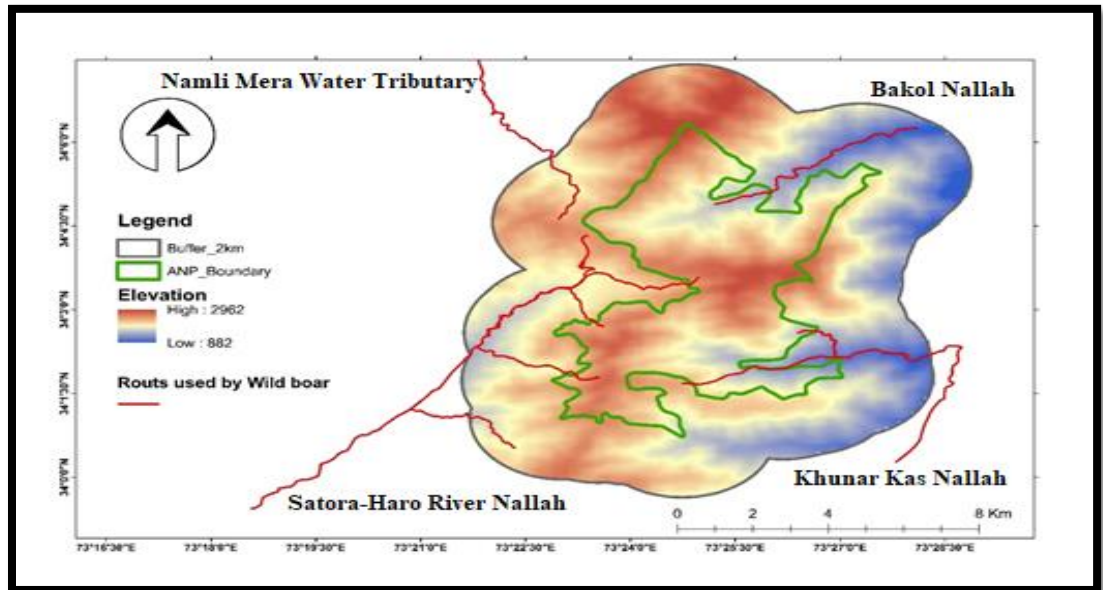 Namli Mera Water Tributary
Bakol Nallah
Legend
Buffer_2km
ANP_Boundary
Elevation
High : 2962
Low : 882
Routs used by Wild boar
Khunar Kas Nallah
Satora-Haro River Nallah
0 2 4 8 Km
73°16'30"E 73°18'0"E 73°19'30"E 73°21'0"E 73°22'30"E 73°24'0"E 73°25'30"E 73°27'0"E 73°28'30"E